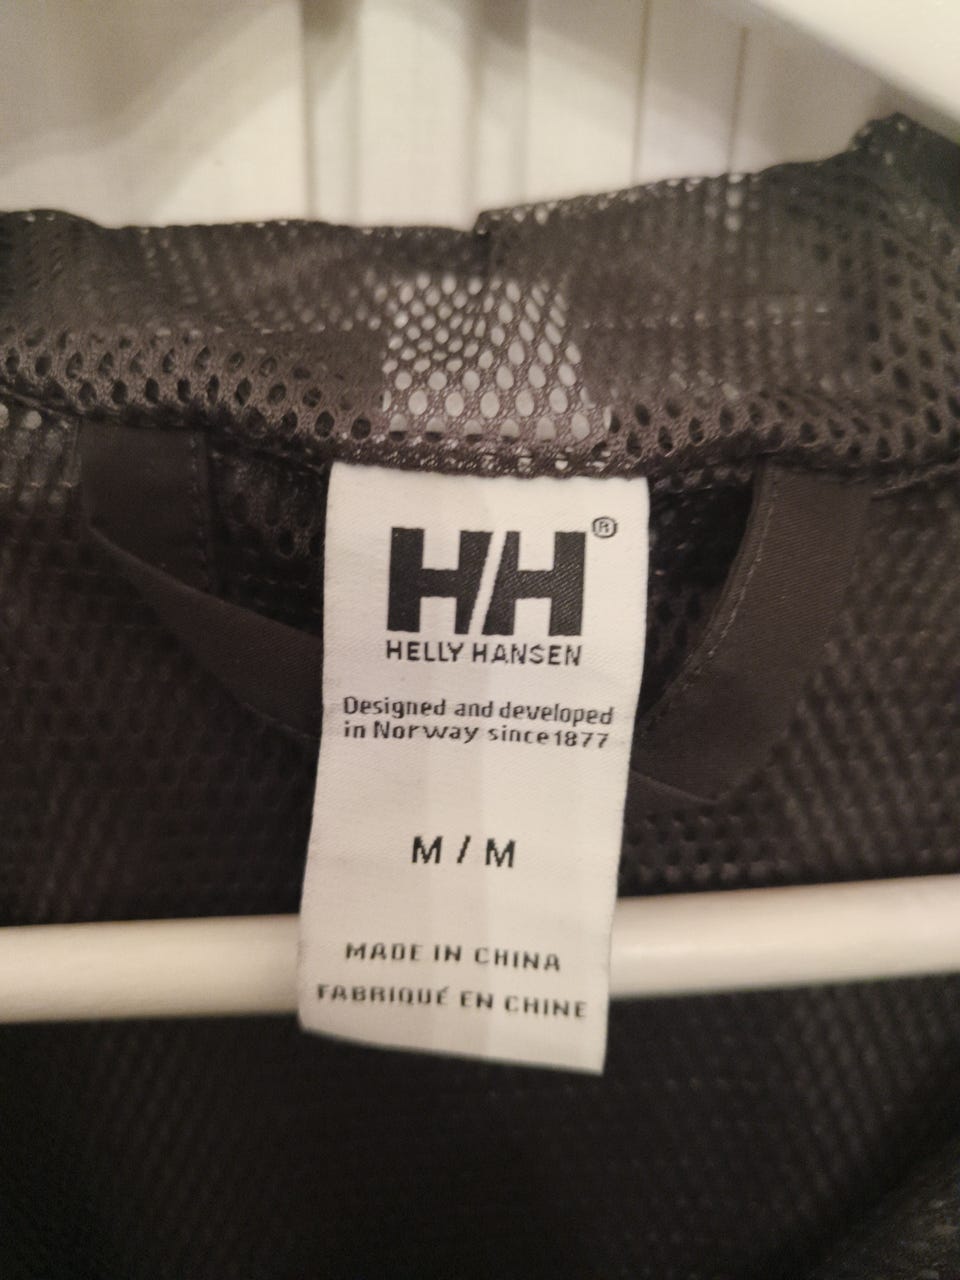 HH®
HELLY HANSEN
Designed and developed
in Norway since 1877
M / M
MADE IN CHINA
FABRIQUÉ EN CHINE